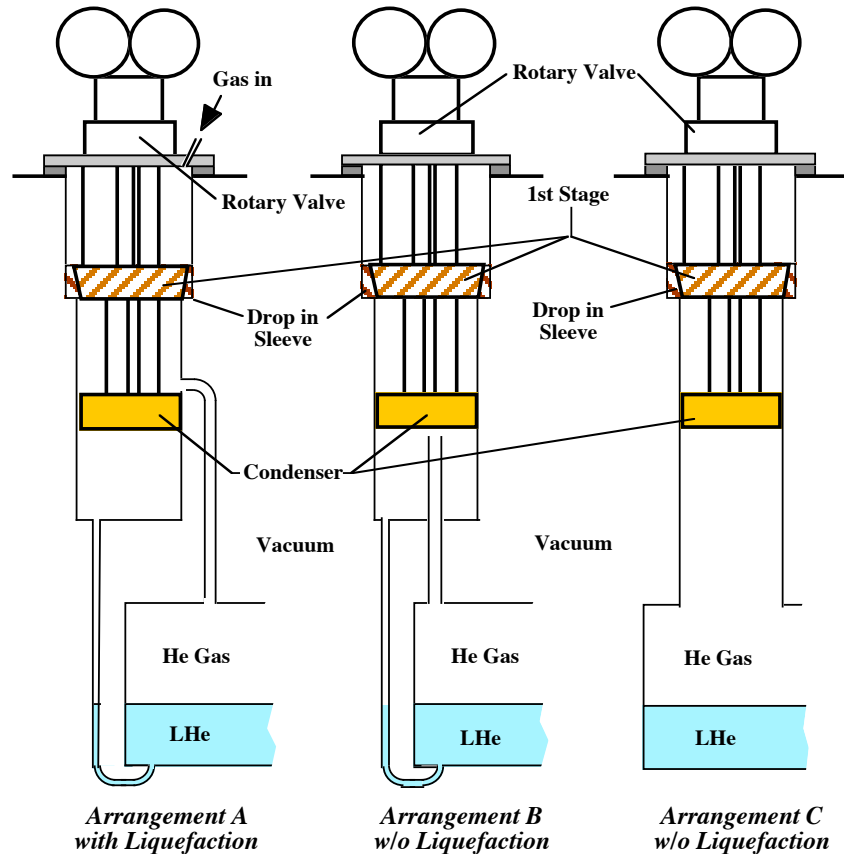 Gas in
Rotary Valve
Rotary Valve
1st Stage
Drop in
Sleeve
Drop in
Sleeve
Condenser
Vacuum
Vacuum
He Gas
He Gas
He Gas
LHe
LHe
LHe
Arrangement A
with Liquefaction
Arrangement B
w/o Liquefaction
Arrangement C
w/o Liquefaction